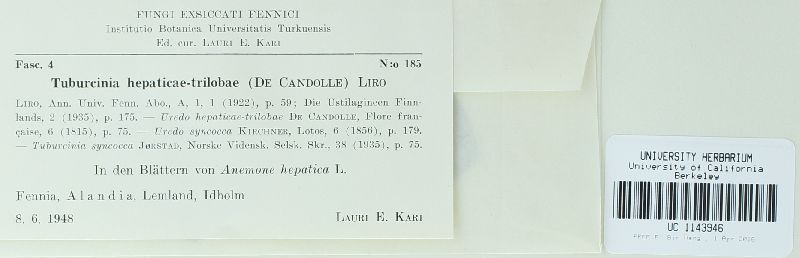 FUNGI EXSICCATI FENNICI
Institutio Botanica Universitatis Turkuensis
Ed. cur. LAURI E. KARI
Fasc. 4 N:o 185
Tuburcinia hepaticae-trilobae (DE CANDOLLE) LIRO
LIRO, Ann. Univ. Fenn. Abo., A, 1, 1 (1922), p. 59; Die Ustilagineen Finn-
lands, 2 (1935), p. 175. — Uredo hepaticae-trilobae DE CANDOLLE, Flore fran-
çaise, 6 (1815), p. 75. — Uredo syncocca KIRCHNER, Lotos, 6 (1856), p. 179.
— Tuburcinia syncocca JØRSTAD, Norske Vidensk. Selsk. Skr., 38 (1935), p. 75.
In den Blättern von Anemone hepatica L.
Fennia, Alandia, Lemland, Idholm
8. 6. 1948 LAURI E. KARI
UNIVERSITY HERBARIUM
University of California
Berkeley
UC 1143946